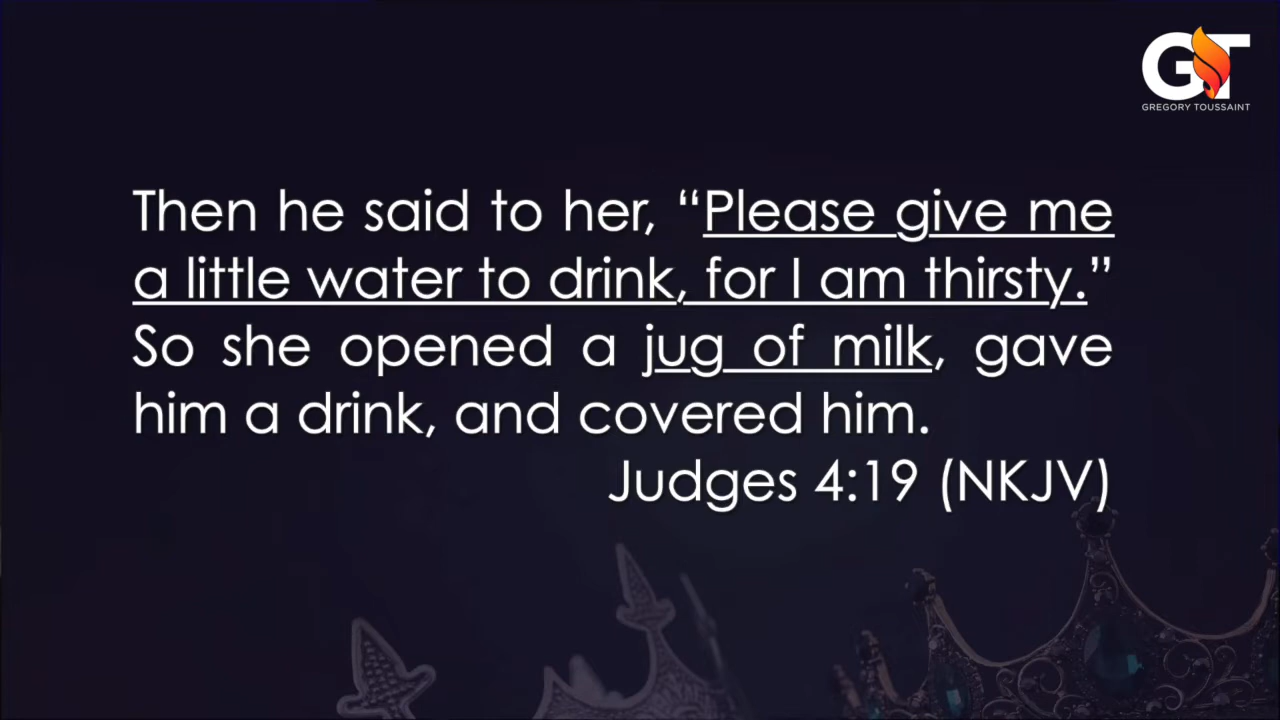 GT
GREGORY TOUSSAINT
Then he said to her, “Please give me
a little water to drink, for I am thirsty.”
So she opened a jug of milk, gave
him a drink, and covered him.
Judges 4:19 (NKJV)